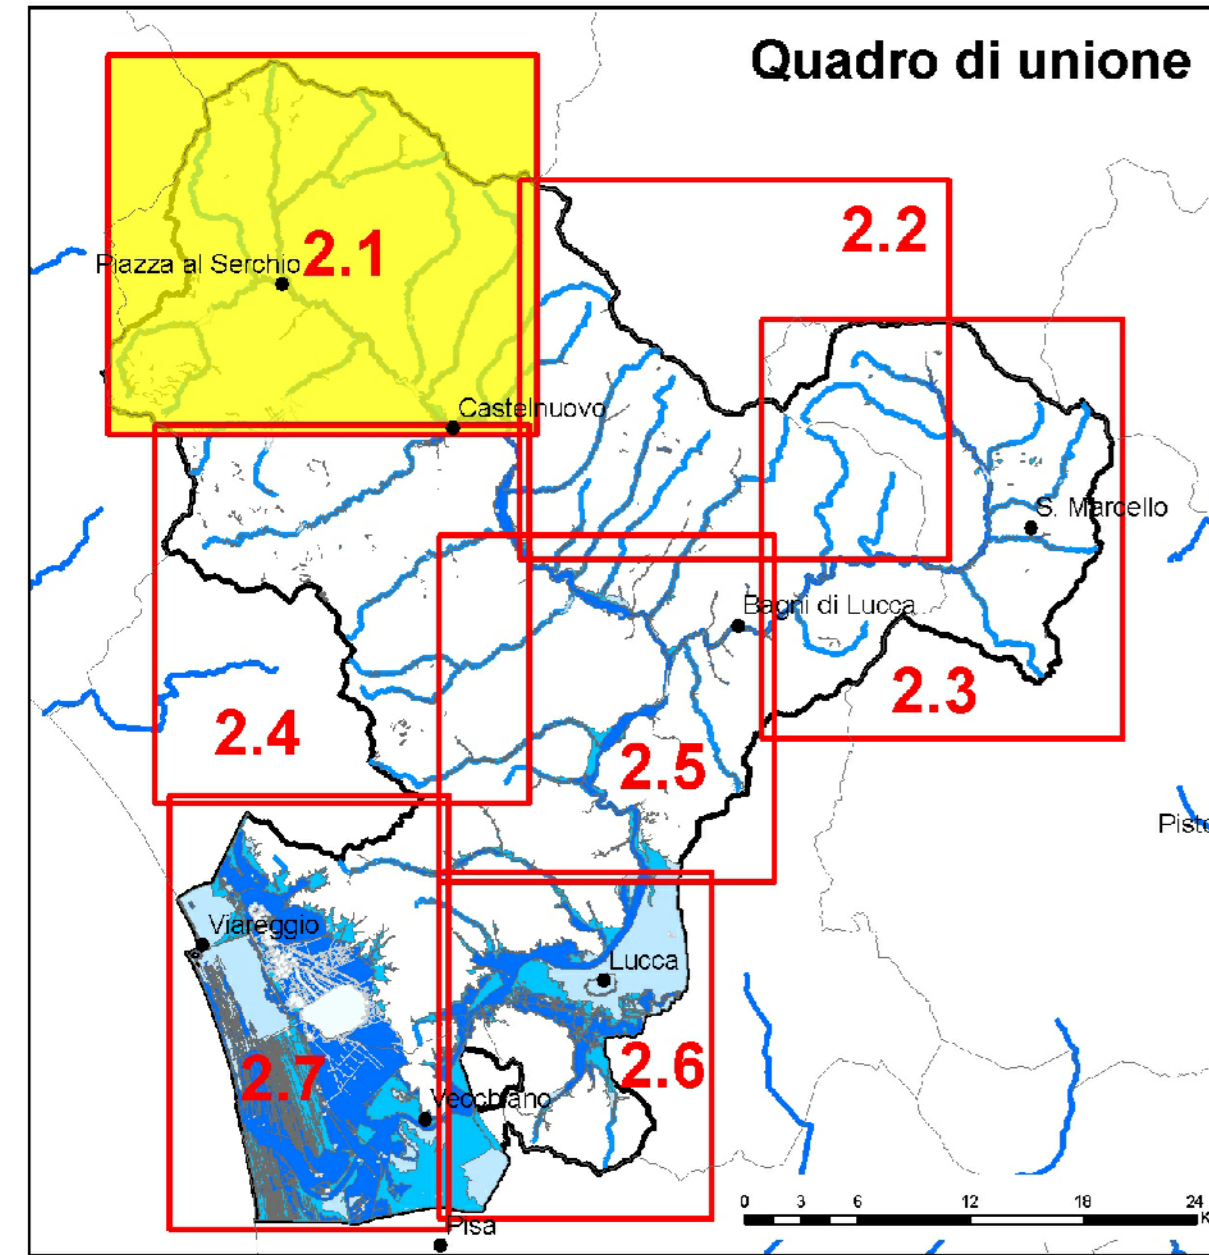 Quadro di unione
2.2
2.1
Piazza al Serchio
Castelnuovo
S. Marcello
Bagni di Lucca
2.3
2.4
2.5
Pisto
Viareggio
Lucca
2.7
2.6
Vecchiano
0 3 6 12 18 24
K
Pisa